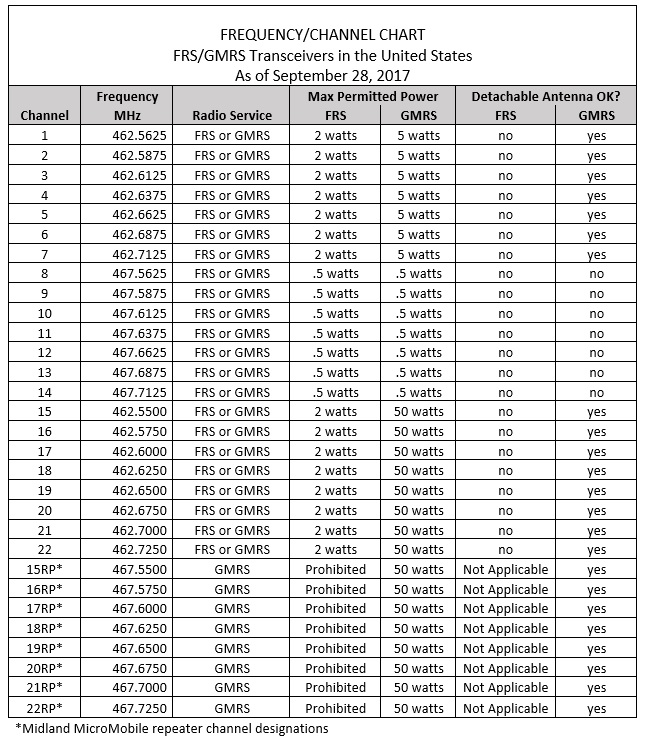 FREQUENCY/CHANNEL CHART
FRS/GMRS Transceivers in the United States
As of September 28, 2017
Frequency Max Permitted Power Detachable Antenna OK?
Channel MHz Radio Service FRS GMRS FRS GMRS
1 462.5625 FRS or GMRS 2 watts 5 watts no yes
2 462.5875 FRS or GMRS 2 watts 5 watts no yes
3 462.6125 FRS or GMRS 2 watts 5 watts no yes
4 462.6375 FRS or GMRS 2 watts 5 watts no yes
5 462.6625 FRS or GMRS 2 watts 5 watts no yes
6 462.6875 FRS or GMRS 2 watts 5 watts no yes
7 462.7125 FRS or GMRS 2 watts 5 watts no yes
8 467.5625 FRS or GMRS .5 watts .5 watts no no
9 467.5875 FRS or GMRS .5 watts .5 watts no no
10 467.6125 FRS or GMRS .5 watts .5 watts no no
11 467.6375 FRS or GMRS .5 watts .5 watts no no
12 467.6625 FRS or GMRS .5 watts .5 watts no no
13 467.6875 FRS or GMRS .5 watts .5 watts no no
14 467.7125 FRS or GMRS .5 watts .5 watts no no
15 462.5500 FRS or GMRS 2 watts 50 watts no yes
16 462.5750 FRS or GMRS 2 watts 50 watts no yes
17 462.6000 FRS or GMRS 2 watts 50 watts no yes
18 462.6250 FRS or GMRS 2 watts 50 watts no yes
19 462.6500 FRS or GMRS 2 watts 50 watts no yes
20 462.6750 FRS or GMRS 2 watts 50 watts no yes
21 462.7000 FRS or GMRS 2 watts 50 watts no yes
22 462.7250 FRS or GMRS 2 watts 50 watts no yes
15RP* 467.5500 GMRS Prohibited 50 watts Not Applicable yes
16RP* 467.5750 GMRS Prohibited 50 watts Not Applicable yes
17RP* 467.6000 GMRS Prohibited 50 watts Not Applicable yes
18RP* 467.6250 GMRS Prohibited 50 watts Not Applicable yes
19RP* 467.6500 GMRS Prohibited 50 watts Not Applicable yes
20RP* 467.6750 GMRS Prohibited 50 watts Not Applicable yes
21RP* 467.7000 GMRS Prohibited 50 watts Not Applicable yes
22RP* 467.7250 GMRS Prohibited 50 watts Not Applicable yes
*Midland MicroMobile repeater channel designations